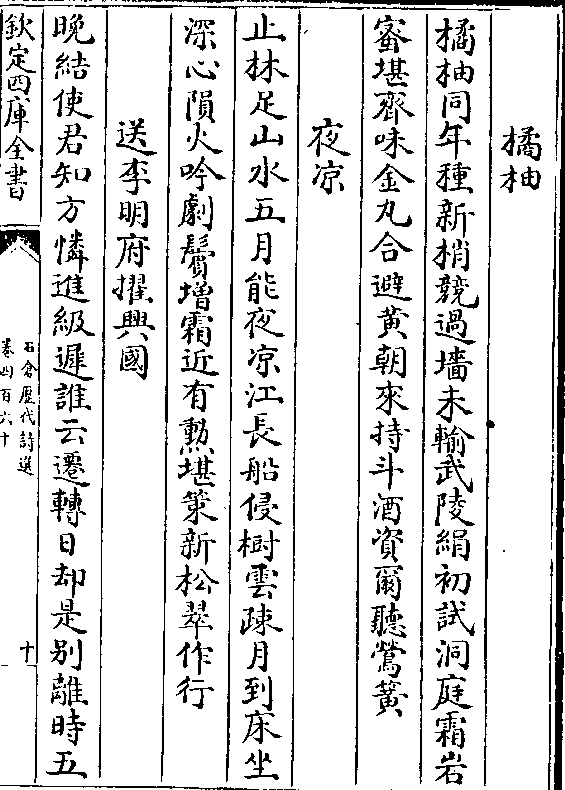 橘柚
橘柚同年種新梢競過墻未輸武陵絹初試洞庭霜岩
蜜堪齊味金丸合避黄朝來持斗酒資爾聽鶯簧
夜凉
止林足山水五月能夜凉江長船侵樹雲疎月到床坐
深心隕火吟劇鬢增霜近有勲堪策新松翠作行
送李明府擢興國
晚結使君知方憐進級遲誰云遷轉日却是别離時五
欽定四庫全書
石倉歷代詩選
卷四百六十
十